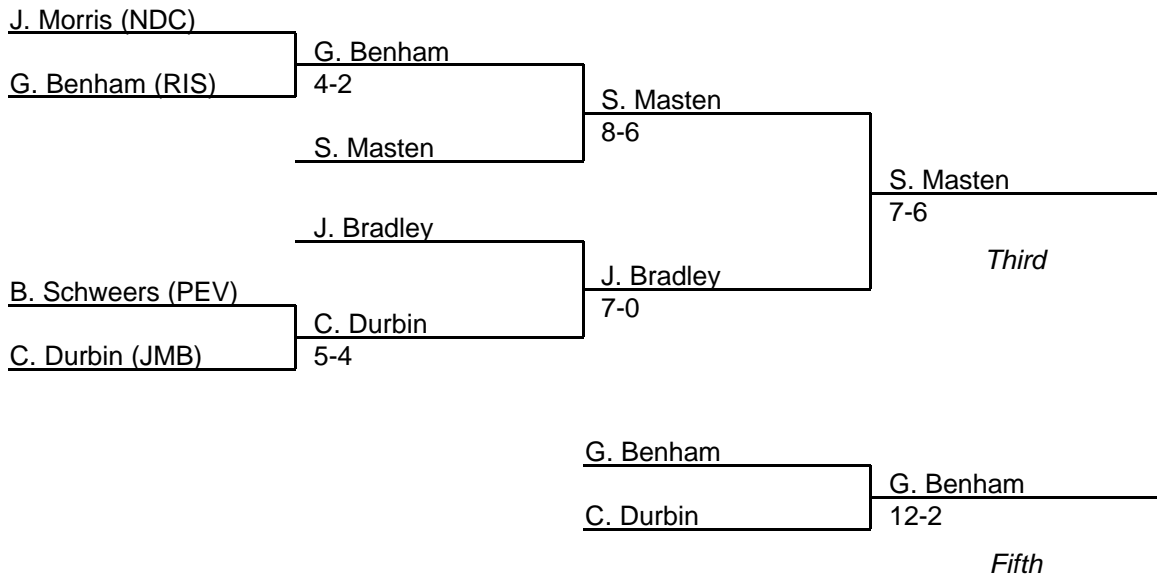 J. Morris (NDC)
G. Benham
G. Benham (RIS)
4-2
S. Masten
8-6
S. Masten
S. Masten
7-6
J. Bradley
Third
J. Bradley
B. Schweers (PEV)
7-0
C. Durbin
C. Durbin (JMB)
5-4
G. Benham
G. Benham
C. Durbin
12-2
Fifth